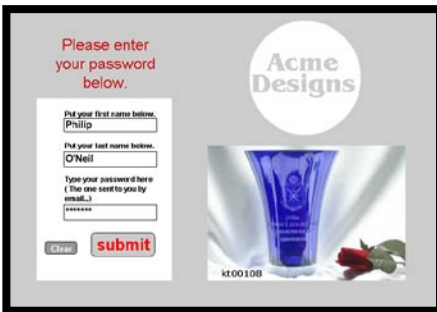 Please enter
your password
below.
Put your first name below.
Philip
Put your last name below.
O'Neil
Type your password here
( The one sent to you by
email..)
*******
Clear
submit
Acme
Designs
kt00108